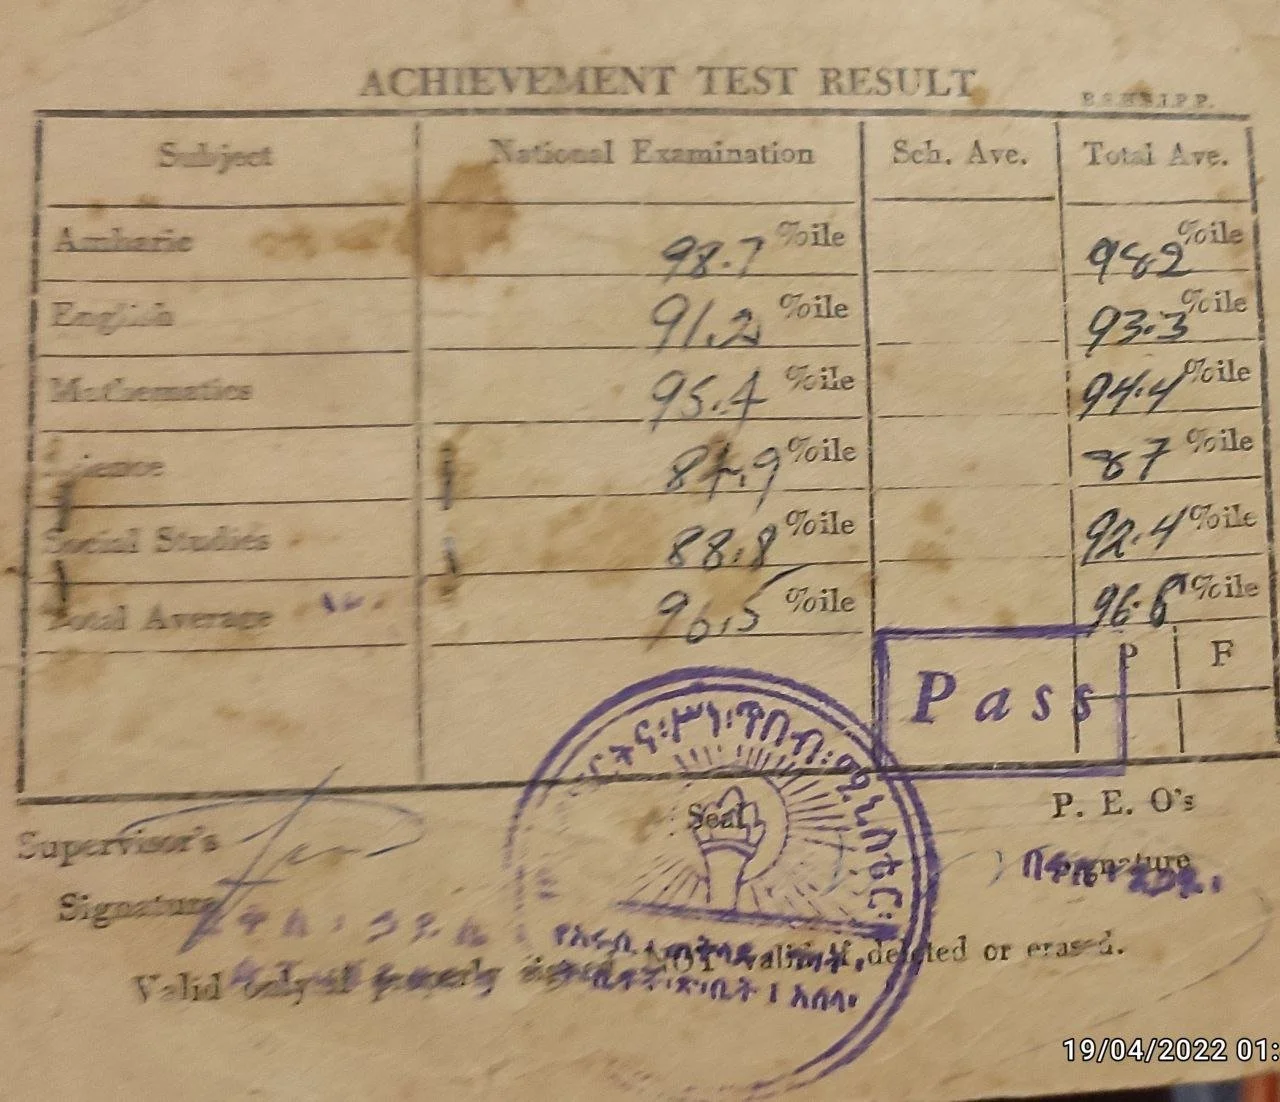 ACHIEVEMENT TEST RESULT
Subject National Examination Sch. Ave. Total Ave.
Amharic 98.7 %ile 98.2 %ile
English 91.2 %ile 93.3 %ile
Mathematics 95.4 %ile 94.4 %ile
Science 84.9 %ile 87 %ile
Social Studies 88.8 %ile 92.4 %ile
Total Average 96.5 %ile %ile
Pass P F
Seal
P. E. O's
Supervisor's
Signature
Signature
Valid only if properly signed. NOT valid if deleted or erased.
19/04/2022 01: